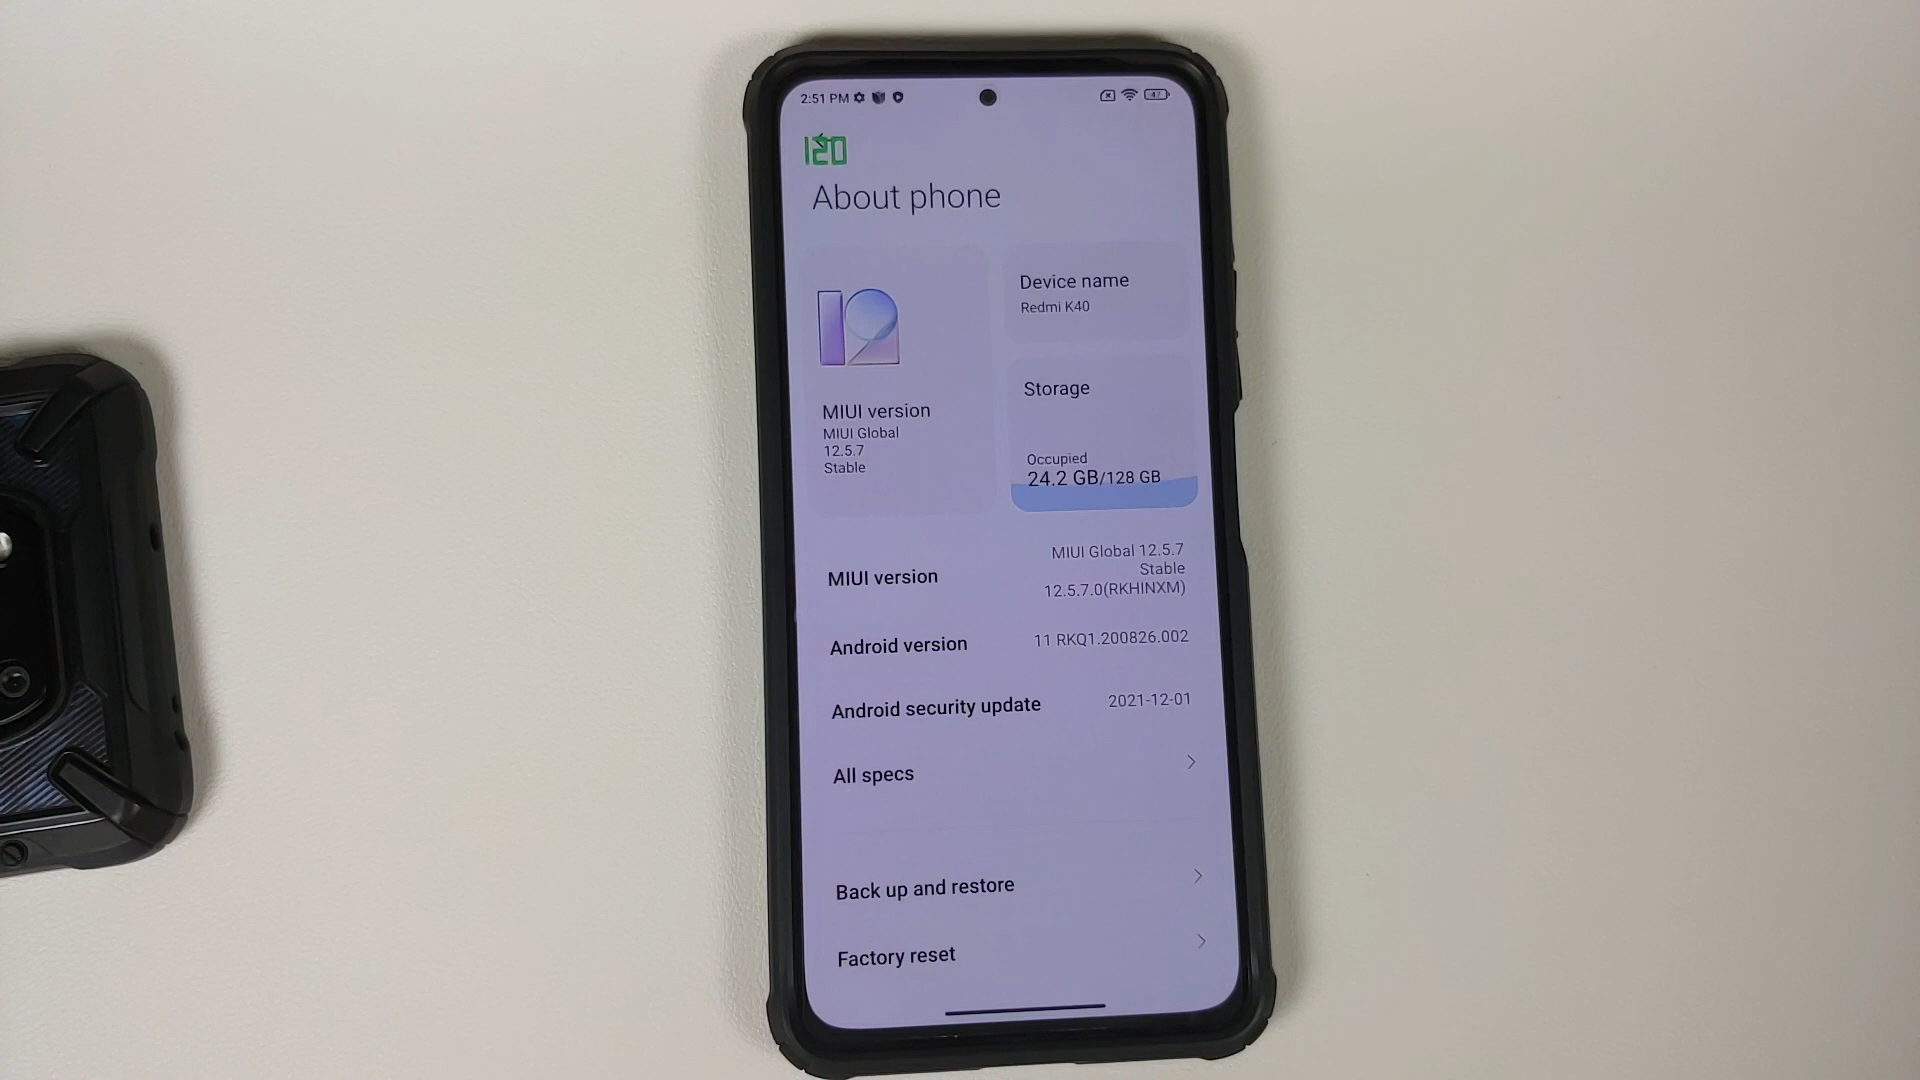 2:51 PM
47
120
About phone
12
MIUI version
MIUI Global
12.5.7
Stable
Device name
Redmi K40
Storage
Occupied
24.2 GB/128 GB
MIUI version
MIUI Global 12.5.7
Stable
12.5.7.0(RKHINXM)
Android version
11 RKQ1.200826.002
Android security update
2021-12-01
All specs
Back up and restore
Factory reset